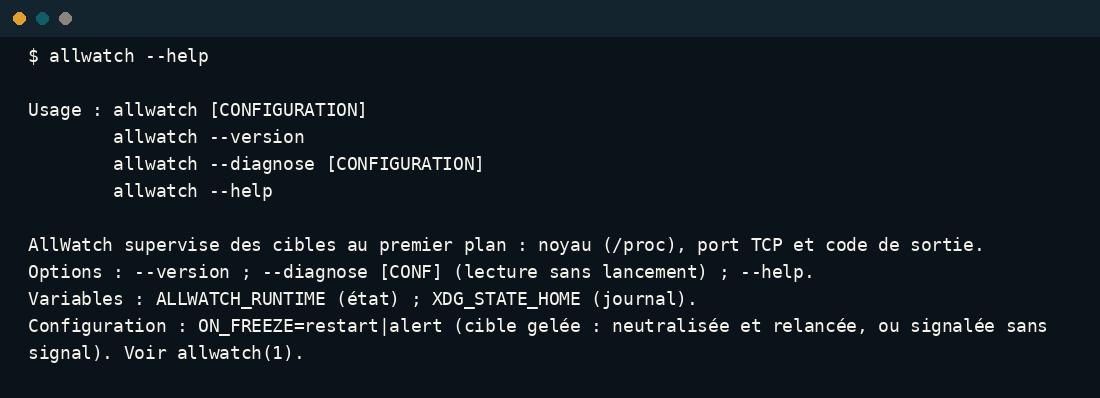 $ allwatch --help
Usage : allwatch [CONFIGURATION]
allwatch --version
allwatch --diagnose [CONFIGURATION]
allwatch --help
AllWatch supervise des cibles au premier plan : noyau (/proc), port TCP et code de sortie.
Options : --version ; --diagnose [CONF] (lecture sans lancement) ; --help.
Variables : ALLWATCH_RUNTIME (état) ; XDG_STATE_HOME (journal).
Configuration : ON_FREEZE=restart|alert (cible gelée : neutralisée et relancée, ou signalée sans
signal). Voir allwatch(1).